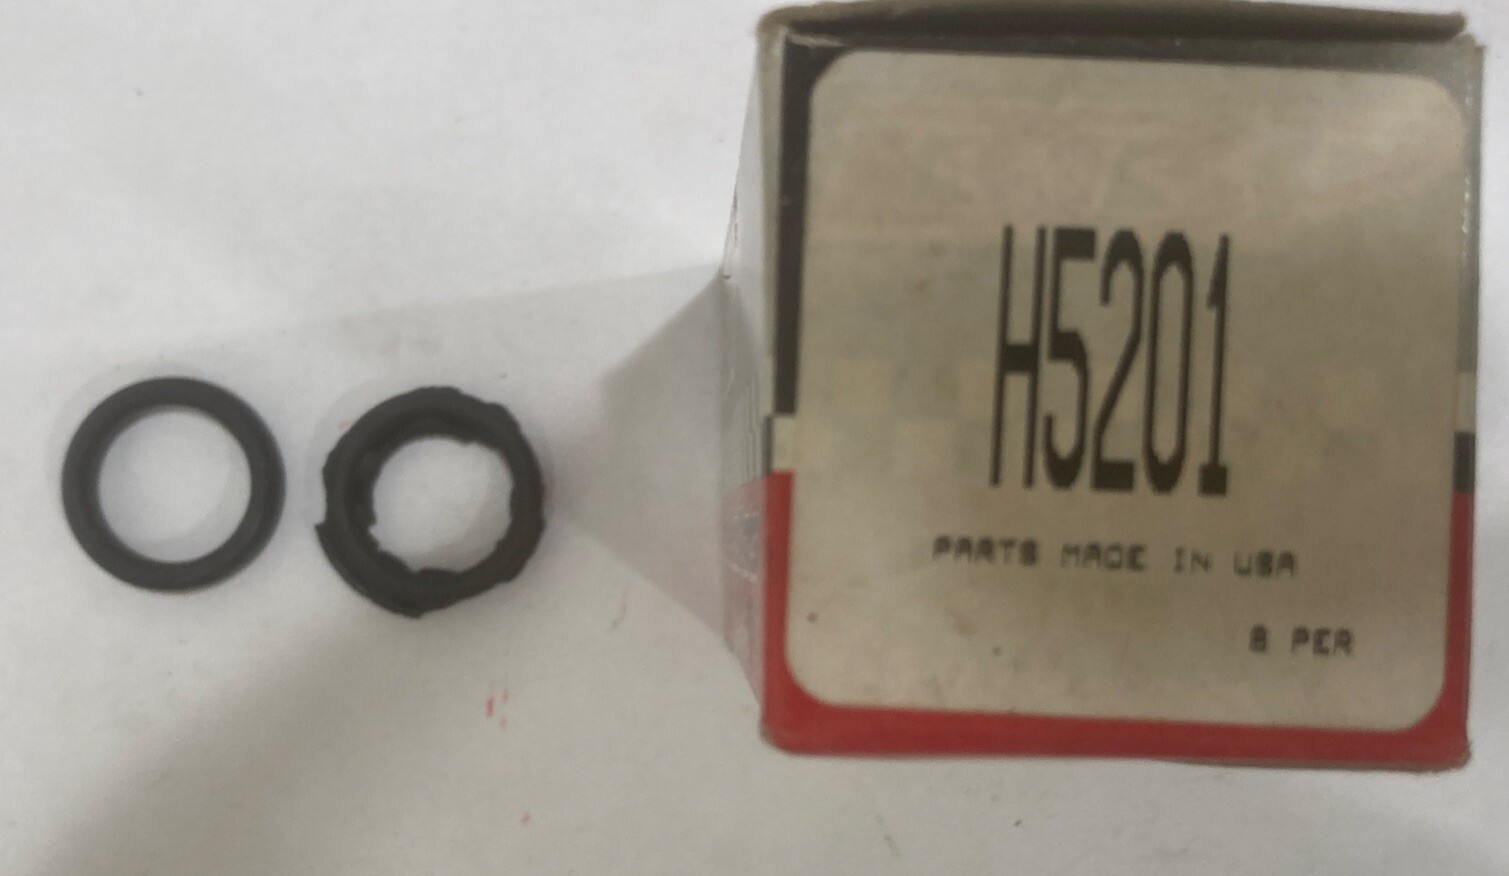 H5201
PARTS MADE IN USA
8 PER